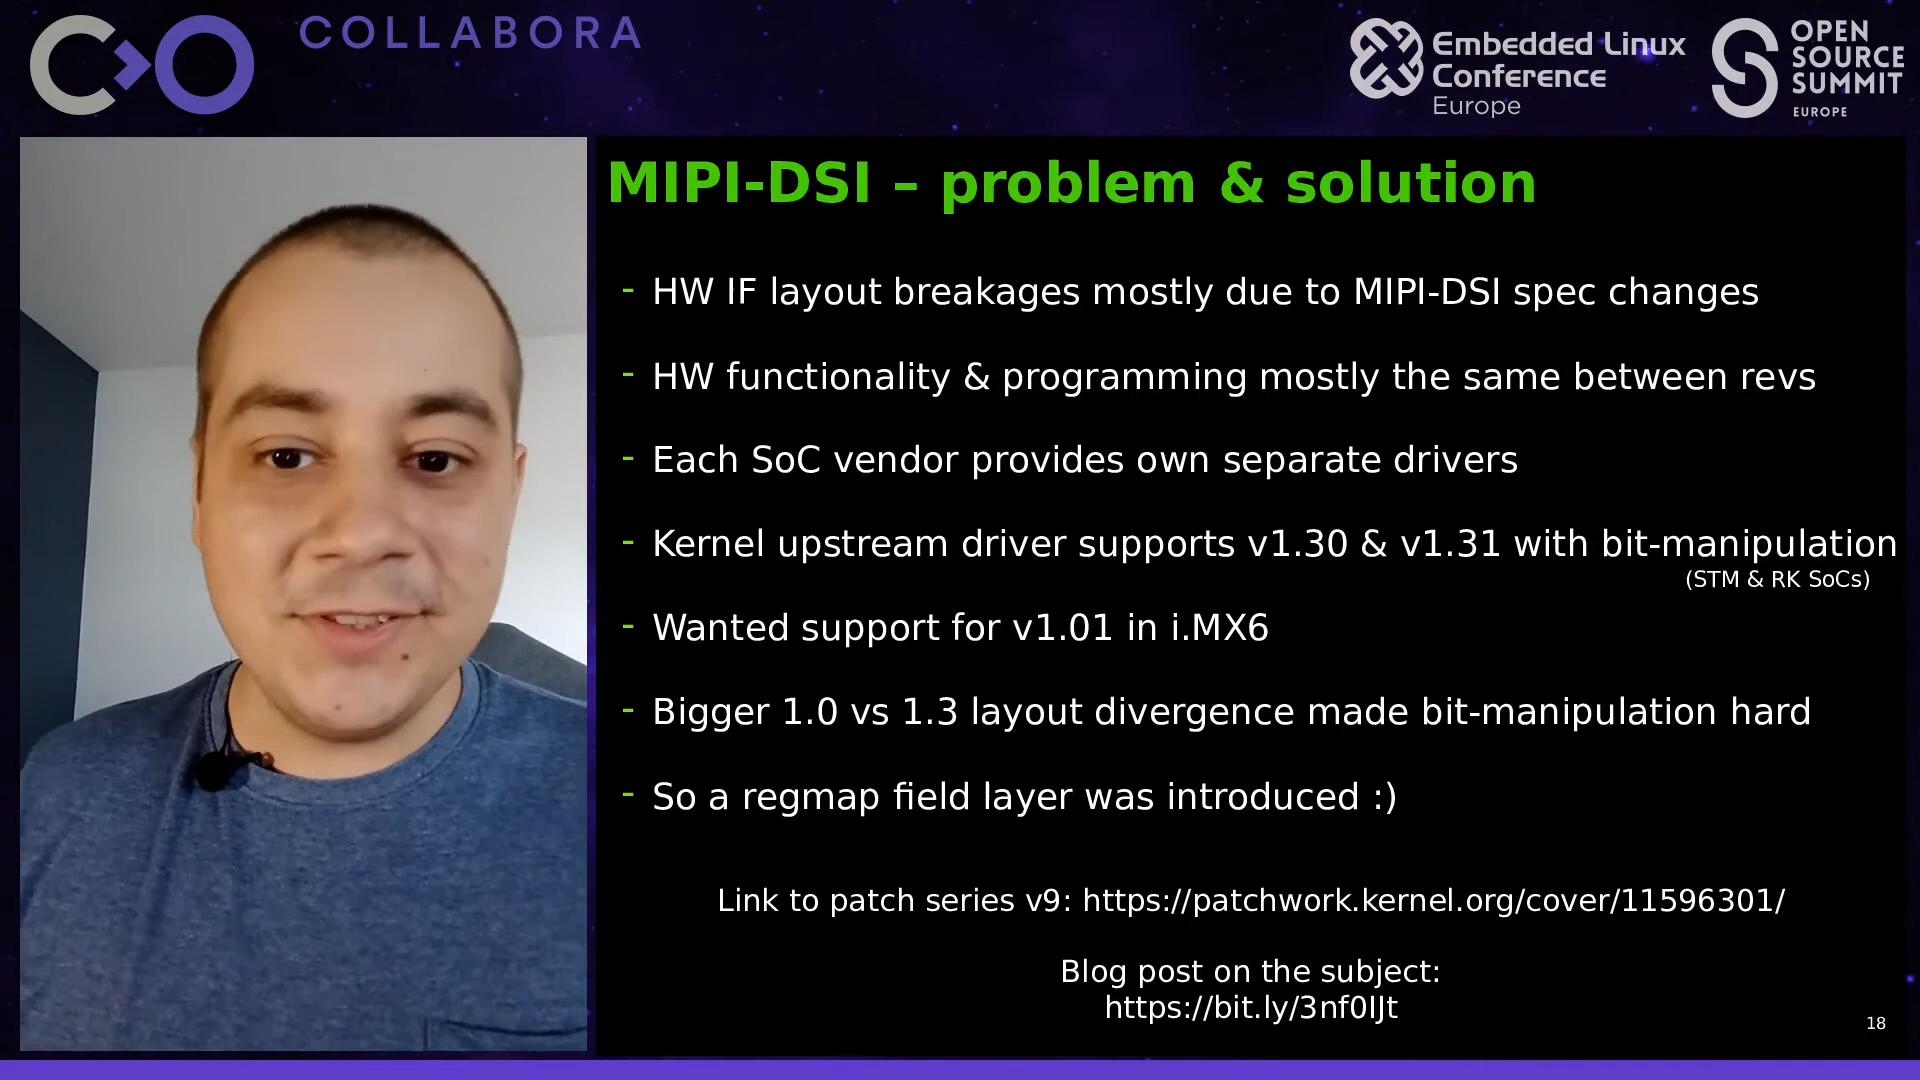 COLLABORA
Embedded Linux
Conference
Europe
OPEN
SOURCE
SUMMIT
EUROPE
MIPI-DSI – problem & solution
- HW IF layout breakages mostly due to MIPI-DSI spec changes
- HW functionality & programming mostly the same between revs
- Each SoC vendor provides own separate drivers
- Kernel upstream driver supports v1.30 & v1.31 with bit-manipulation
(STM & RK SoCs)
- Wanted support for v1.01 in i.MX6
- Bigger 1.0 vs 1.3 layout divergence made bit-manipulation hard
- So a regmap field layer was introduced :)
Link to patch series v9: https://patchwork.kernel.org/cover/11596301/
Blog post on the subject:
https://bit.ly/3nf0IJt
18